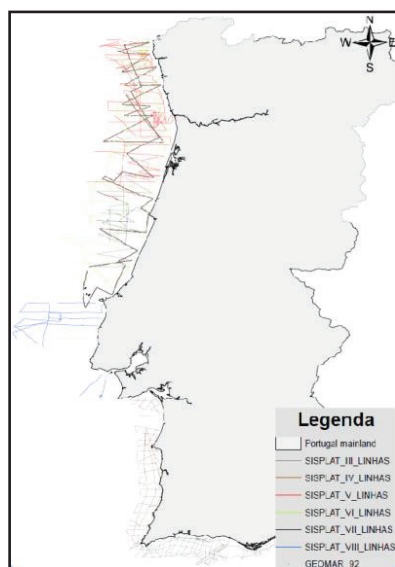 N
W E
S
Legenda
Portugal mainland
SISPLAT_III_LINHAS
SISPLAT_IV_LINHAS
SISPLAT_V_LINHAS
SISPLAT_VI_LINHAS
SISPLAT_VII_LINHAS
SISPLAT_VIII_LINHAS
GEOMAR_92